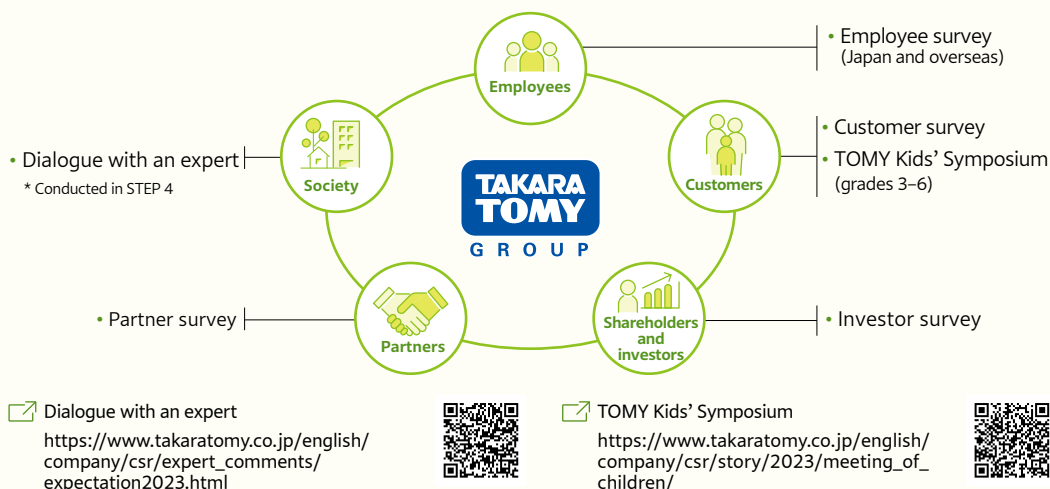 Employees
• Employee survey
(Japan and overseas)
Customers
• Customer survey
• TOMY Kids’ Symposium
(grades 3–6)
Society
• Dialogue with an expert
* Conducted in STEP 4
TAKARA
TOMY
GROUP
Partners
• Partner survey
Shareholders
and
investors
• Investor survey
Dialogue with an expert
https://www.takaratomy.co.jp/english/
company/csr/expert_comments/
expectation2023.html
TOMY Kids’ Symposium
https://www.takaratomy.co.jp/english/
company/csr/story/2023/meeting_of_
children/